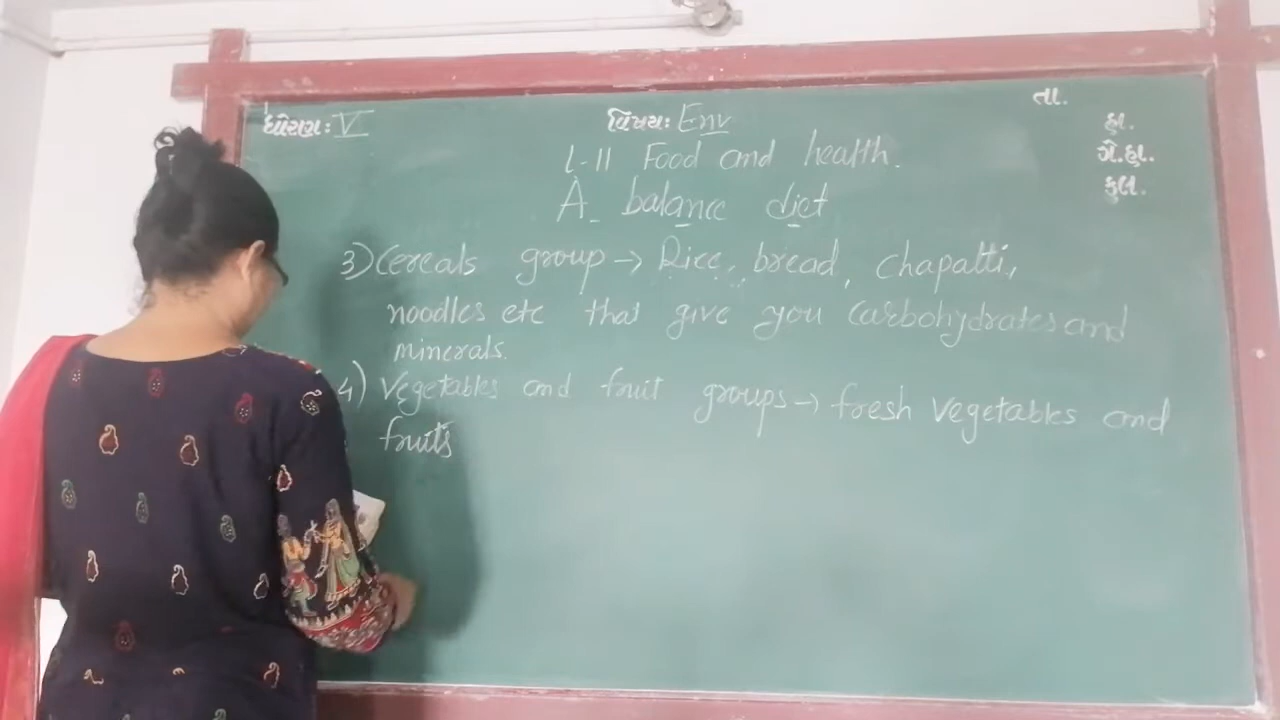 ધોરણ: V
વિષય: Env
તા.
હા.
ગે.હા.
કુલ.
L-11 Food and health.
A balance diet
3) Cereals group → Rice, bread, chapatti,
noodles etc that give you Carbohydrates and
minerals.
4) Vegetables and fruit groups → fresh vegetables and
fruits